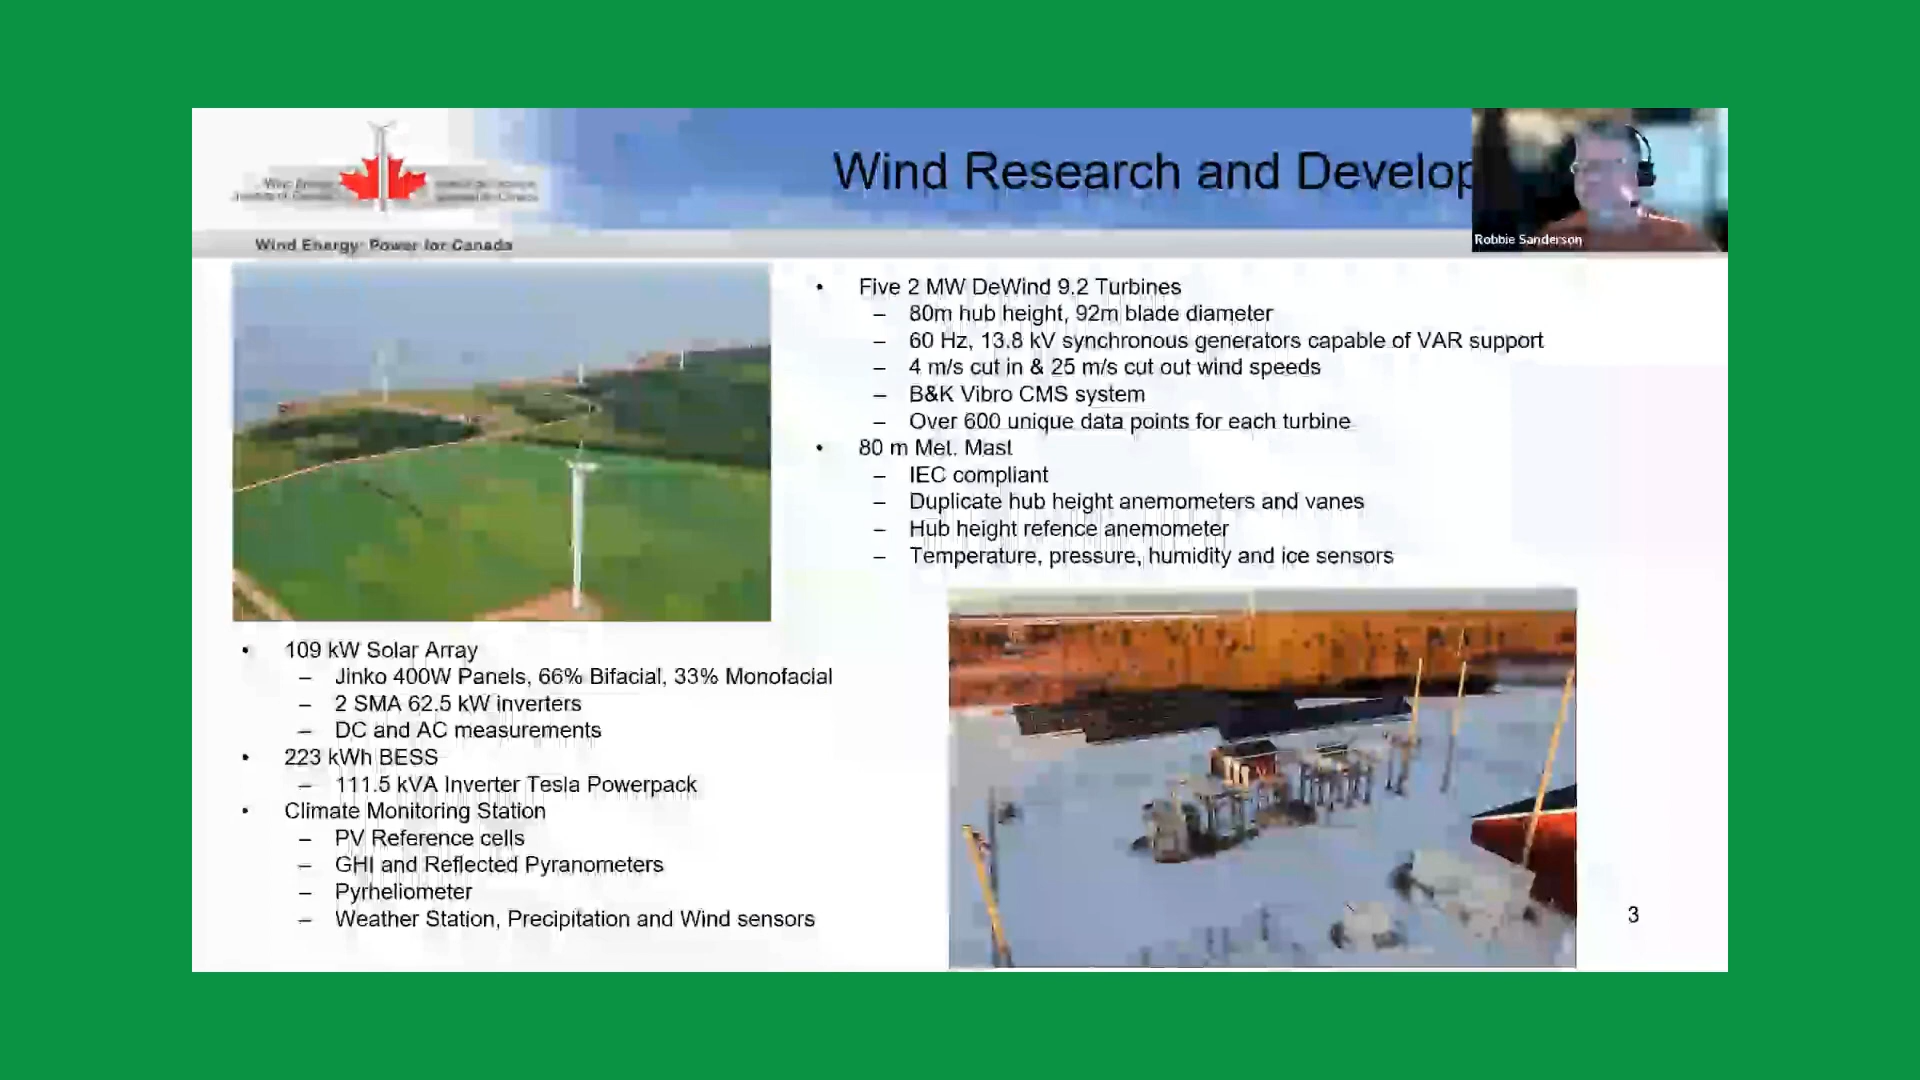 Wind Research and Develop
Robbie Sanderson
Wind Energy: Power for Canada
• Five 2 MW DeWind 9.2 Turbines
– 80m hub height, 92m blade diameter
– 60 Hz, 13.8 kV synchronous generators capable of VAR support
– 4 m/s cut in & 25 m/s cut out wind speeds
– B&K Vibro CMS system
– Over 600 unique data points for each turbine
• 80 m Met. Mast
– IEC compliant
– Duplicate hub height anemometers and vanes
– Hub height refence anemometer
– Temperature, pressure, humidity and ice sensors
• 109 kW Solar Array
– Jinko 400W Panels, 66% Bifacial, 33% Monofacial
– 2 SMA 62.5 kW inverters
– DC and AC measurements
• 223 kWh BESS
– 111.5 kVA Inverter Tesla Powerpack
• Climate Monitoring Station
– PV Reference cells
– GHI and Reflected Pyranometers
– Pyrheliometer
– Weather Station, Precipitation and Wind sensors
3